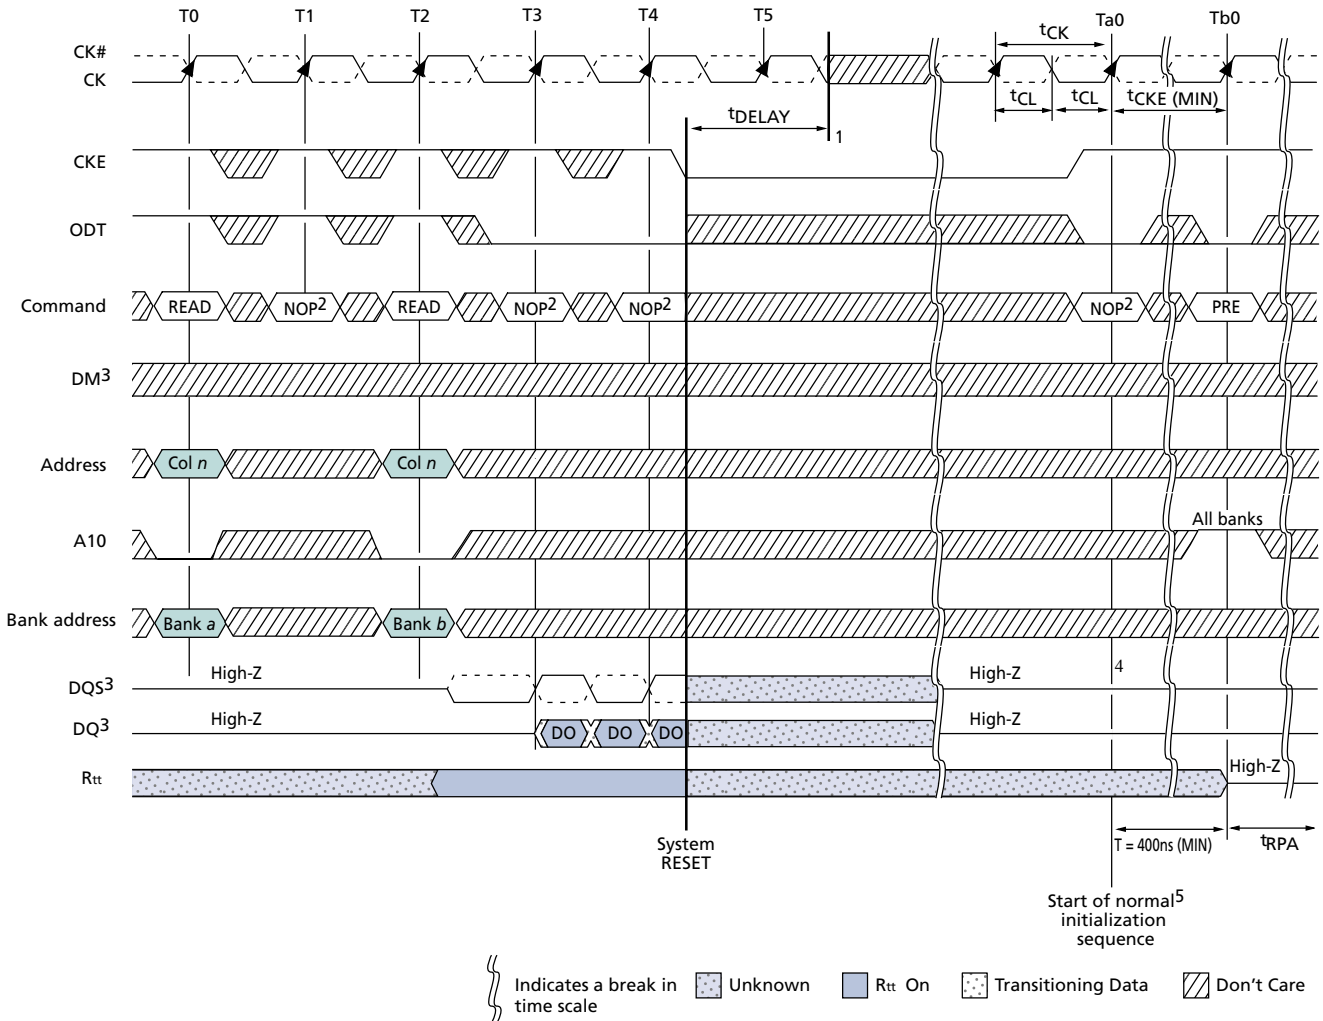 T0 T1 T2 T3 T4 T5 Ta0 Tb0
CK#
CK
tCK
tCL tCL tCKE (MIN)
tDELAY
1
CKE
ODT
Command READ NOP2 READ NOP2 NOP2 NOP2 PRE
DM3
Address Col n Col n
A10 All banks
Bank address Bank a Bank b
DQS3 High-Z High-Z 4
DQ3 High-Z DO DO DO High-Z
Rtt High-Z
System
RESET
T = 400ns (MIN) tRPA
Start of normal5
initialization
sequence
Indicates a break in
time scale
Unknown Rtt On Transitioning Data Don't Care